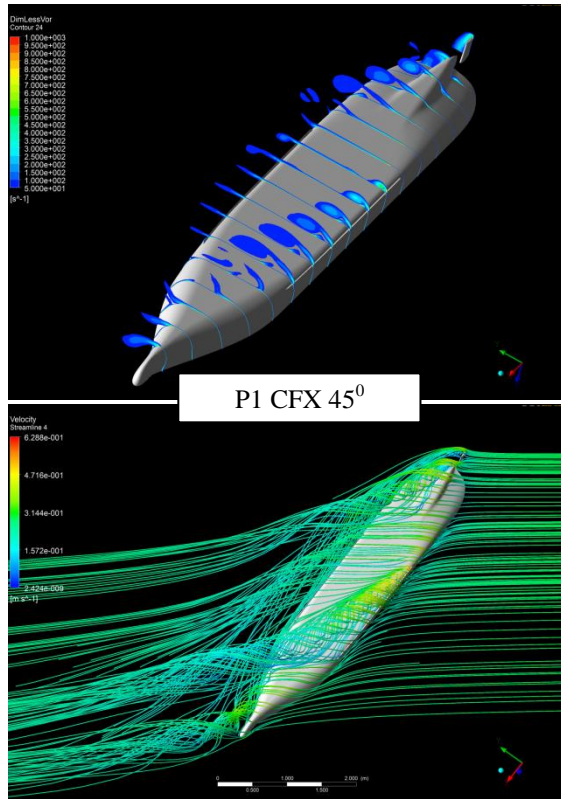 DimLessVor
Contour 24
1.000e+003
9.500e+002
9.000e+002
8.500e+002
8.000e+002
7.500e+002
7.000e+002
6.500e+002
6.000e+002
5.500e+002
5.000e+002
4.500e+002
4.000e+002
3.500e+002
3.000e+002
2.500e+002
2.000e+002
1.500e+002
1.000e+002
5.000e+001
[s^-1]
P1 CFX 45⁰
Velocity
Streamline 4
6.288e-001
4.716e-001
3.144e-001
1.572e-001
2.424e-009
[m s^-1]
0 1.000 2.000 (m)
0.500 1.500